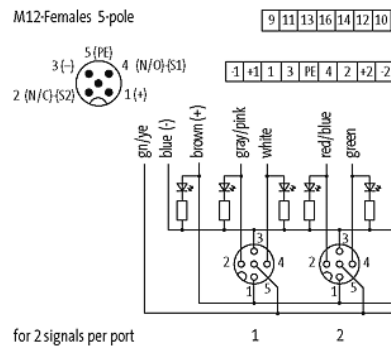 M12-Females 5-pole
9 11 13 16 14 12 10
5 (PE)
3 (–) 4 (N/O)(S1)
2 (N/C)(S2) 1 (+)
-1 +1 1 3 PE 4 2 +2 -2
gn/ye
blue (-)
brown (+)
gray/pink
white
red/blue
green
3 3
2 4 2 4
1 5 1 5
for 2 signals per port 1 2